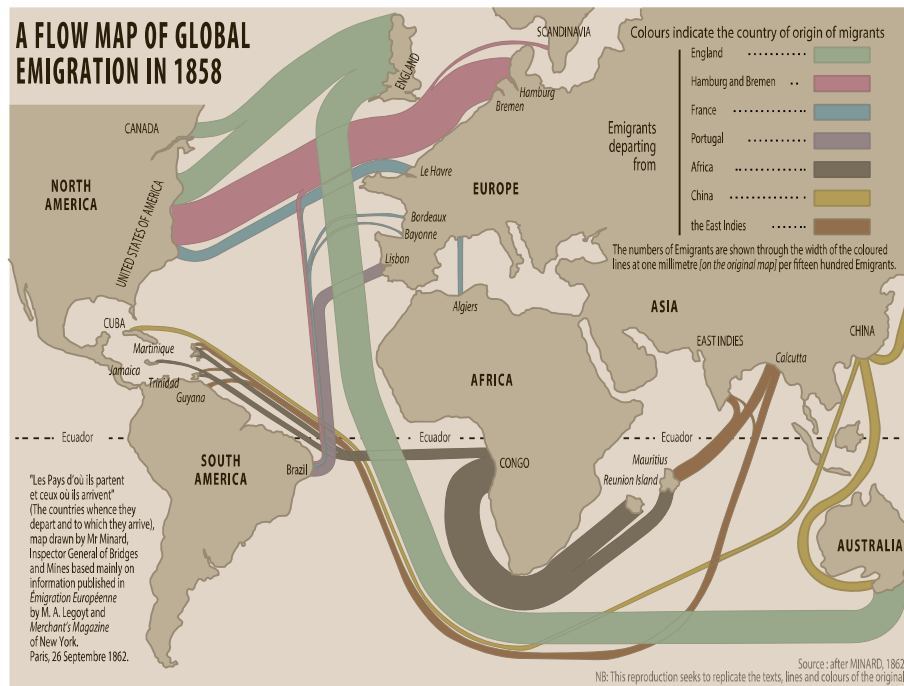 A FLOW MAP OF GLOBAL
EMIGRATION IN 1858
SCANDINAVIA
Colours indicate the country of origin of migrants
England
Hamburg and Bremen
France
Portugal
Africa
China
the East Indies
Emigrants
departing
from
The numbers of Emigrants are shown through the width of the coloured
lines at one millimetre [on the original map] per fifteen hundred Emigrants.
ENGLAND
Hamburg
Bremen
CANADA
Le Havre
NORTH
AMERICA
EUROPE
UNITED STATES OF AMERICA
Bordeaux
Bayonne
Lisbon
Algiers
ASIA
CUBA
Martinique
Jamaica
Trinidad
Guyana
EAST INDIES
CHINA
Calcutta
AFRICA
Ecuador
Ecuador
Ecuador
SOUTH
AMERICA
Brazil
CONGO
Mauritius
Reunion Island
AUSTRALIA
"Les Pays d'où ils partent
et ceux où ils arrivent"
(The countries whence they
depart and to which they arrive),
map drawn by Mr Minard,
Inspector General of Bridges
and Mines based mainly on
information published in
Émigration Européenne
by M. A. Legoyt and
Merchant's Magazine
of New York.
Paris, 26 Septembre 1862.
Source : after MINARD, 1862
NB: This reproduction seeks to replicate the texts, lines and colours of the original